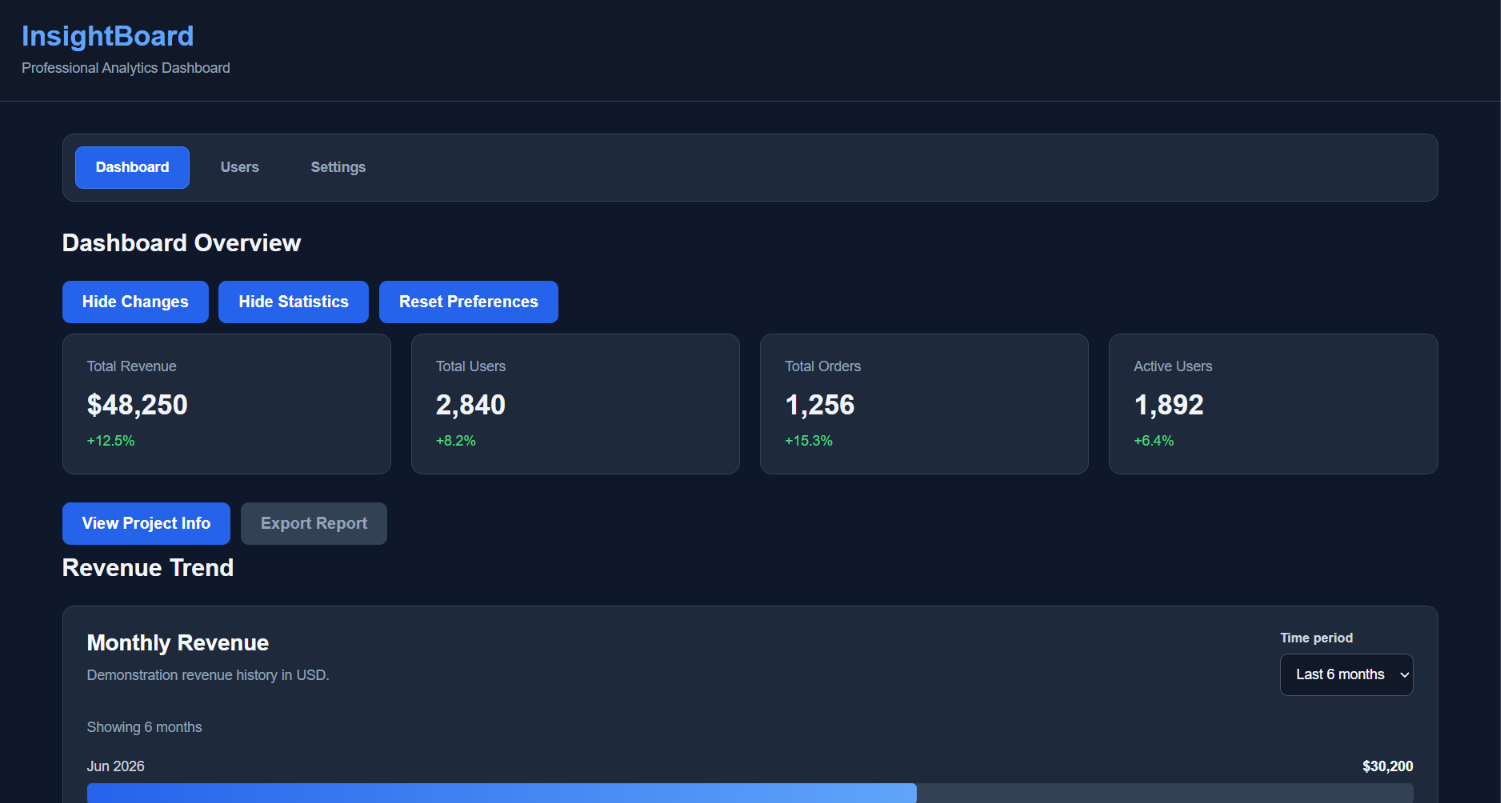 InsightBoard
Professional Analytics Dashboard
Dashboard Users Settings
Dashboard Overview
Hide Changes Hide Statistics Reset Preferences
Total Revenue
$48,250
+12.5%
Total Users
2,840
+8.2%
Total Orders
1,256
+15.3%
Active Users
1,892
+6.4%
View Project Info Export Report
Revenue Trend
Monthly Revenue
Demonstration revenue history in USD.
Time period
Last 6 months
Showing 6 months
Jun 2026 $30,200